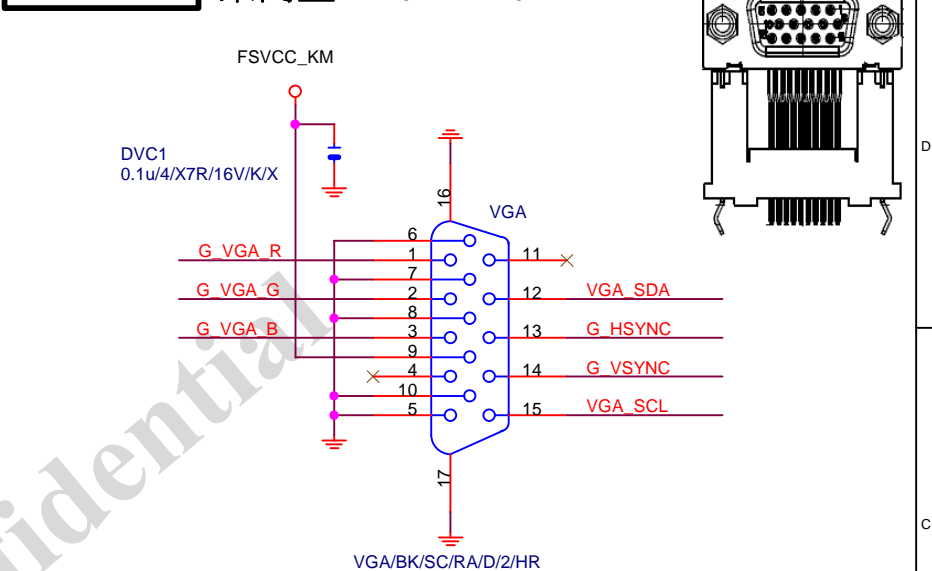 FSVCC_KM
DVC1
0.1u/4/X7R/16V/K/X
D
16
VGA
6
G_VGA_R
1
11
7
G_VGA_G
2
12
VGA_SDA
8
G_VGA_B
3
13
G_HSYNC
9
4
14
G_VSYNC
10
5
15
VGA_SCL
17
C
VGA/BK/SC/RA/D/2/HR
fidential